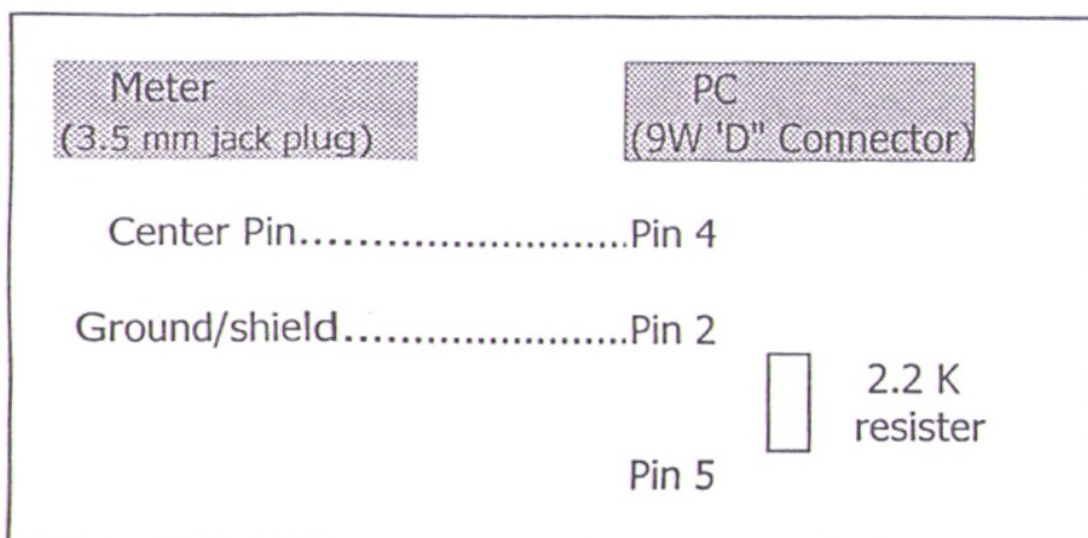 Meter
(3.5 mm jack plug)
PC
(9W 'D" Connector)
Center Pin............................Pin 4
Ground/shield........................Pin 2
2.2 K
resister
Pin 5